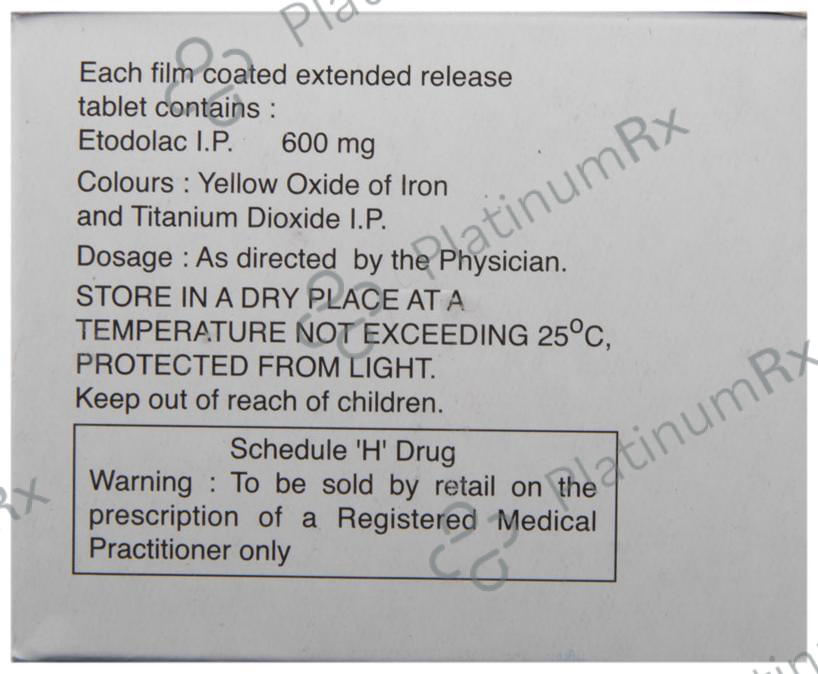 Each film coated extended release
tablet contains :
Etodolac I.P. 600 mg
Colours : Yellow Oxide of Iron
and Titanium Dioxide I.P.
Dosage : As directed by the Physician.
STORE IN A DRY PLACE AT A
TEMPERATURE NOT EXCEEDING 25°C,
PROTECTED FROM LIGHT.
Keep out of reach of children.
Schedule 'H' Drug
Warning : To be sold by retail on the
prescription of a Registered Medical
Practitioner only
PlatinumRx
PlatinumRx